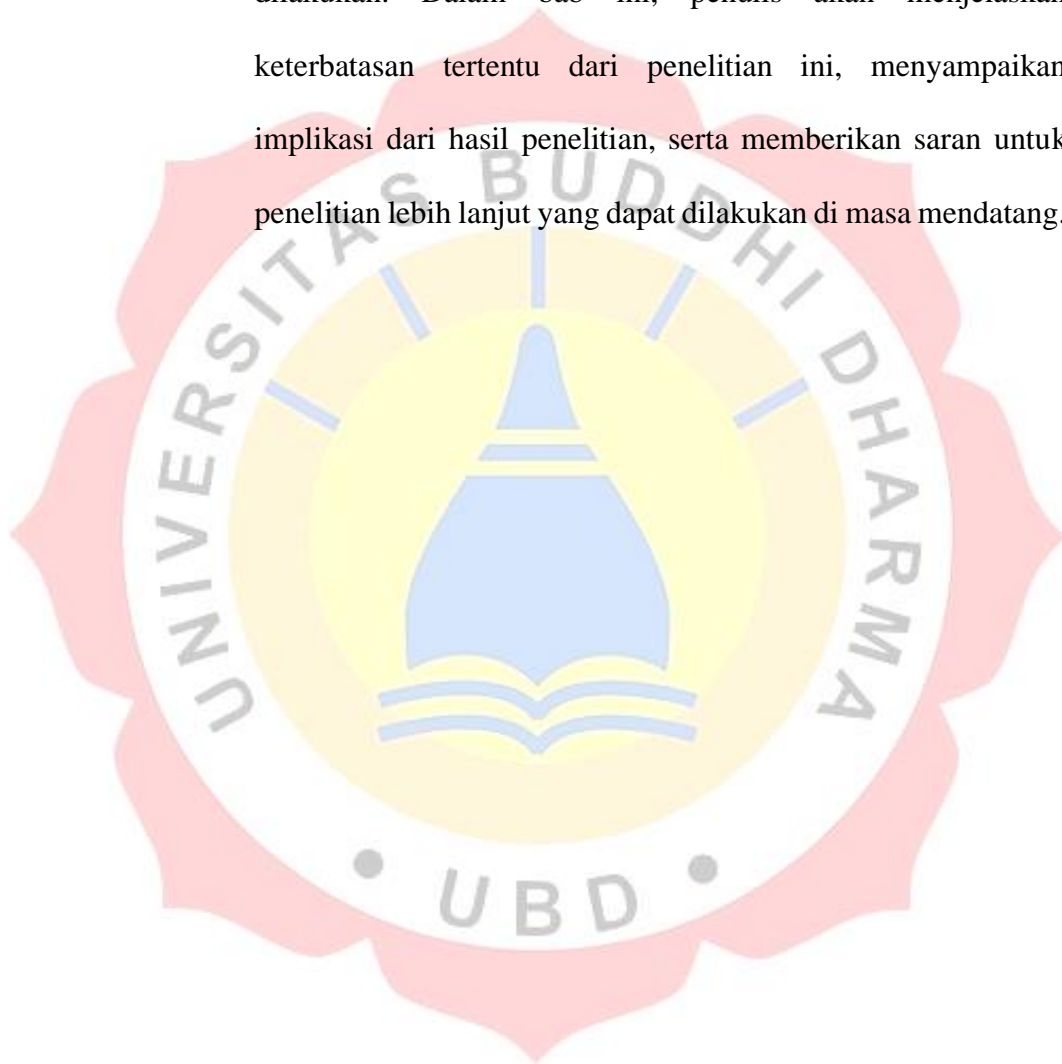 dilakukan. Dalam bab ini, penulis akan menjelaskan
keterbatasan tertentu dari penelitian ini, menyampaikan
implikasi dari hasil penelitian, serta memberikan saran untuk
penelitian lebih lanjut yang dapat dilakukan di masa mendatang.
UNIVERSITAS BUDDHI DHARMA
• UBD •